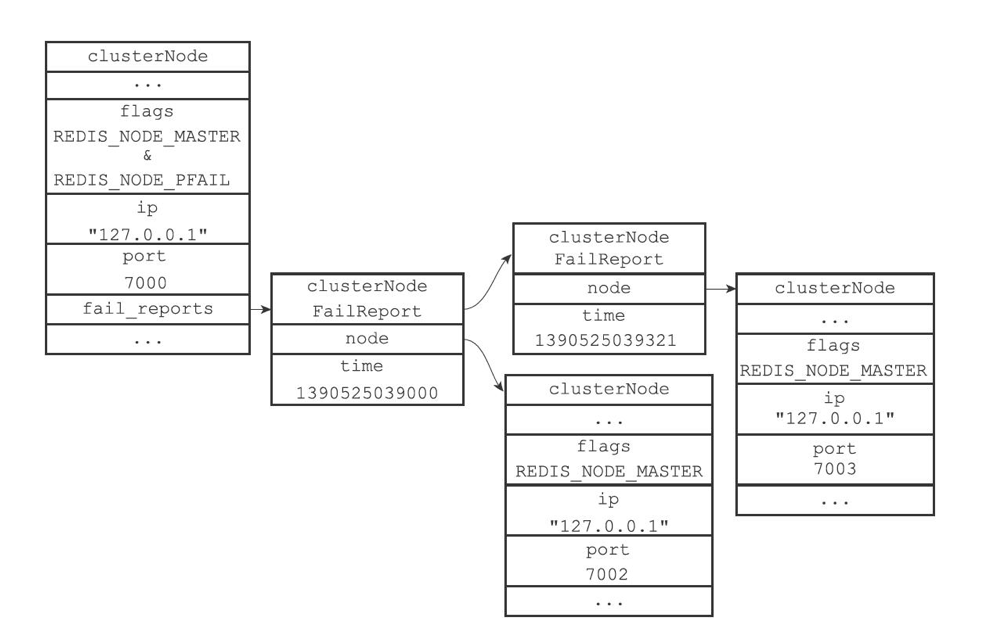 clusterNode
...
flags
REDIS_NODE_MASTER
&
REDIS_NODE_PFAIL
ip
"127.0.0.1"
port
7000
fail_reports
...
clusterNode
FailReport
node
time
1390525039000
clusterNode
FailReport
node
time
1390525039321
clusterNode
...
flags
REDIS_NODE_MASTER
ip
"127.0.0.1"
port
7002
...
clusterNode
...
flags
REDIS_NODE_MASTER
ip
"127.0.0.1"
port
7003
...